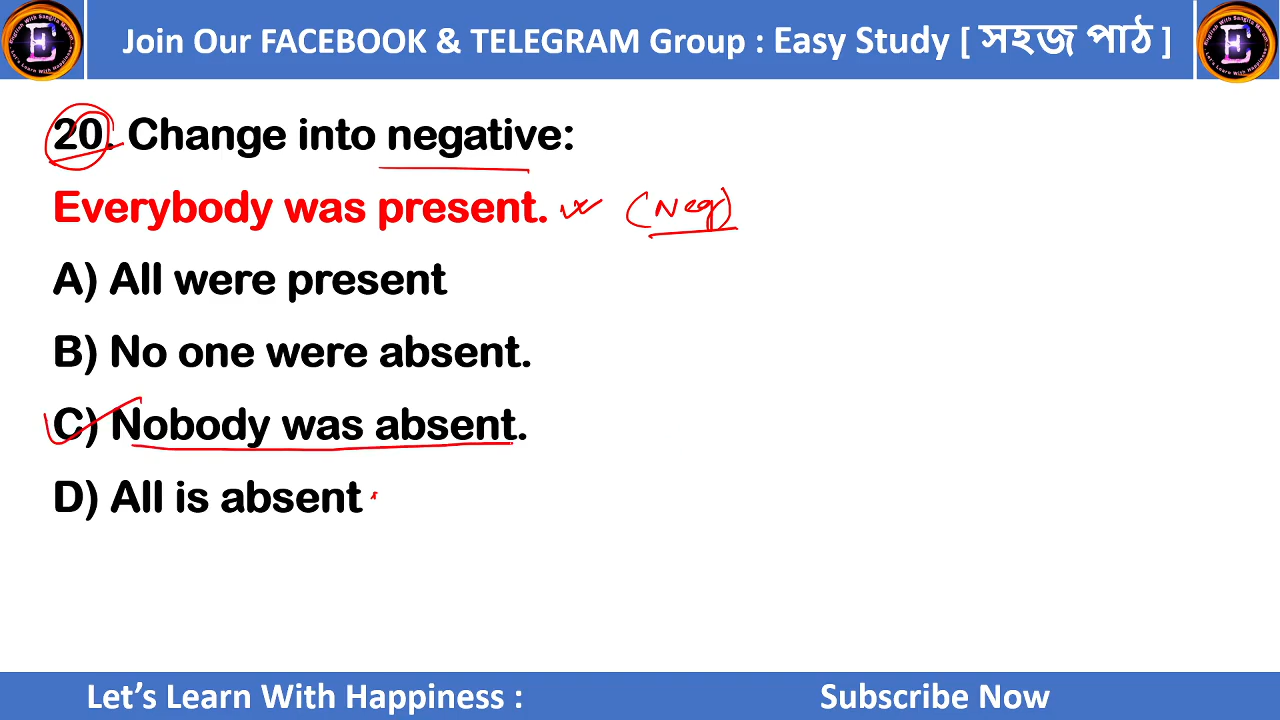 Join Our FACEBOOK & TELEGRAM Group : Easy Study [ সহজ পাঠ ]
20. Change into negative:
Everybody was present. (Neg)
A) All were present
B) No one were absent.
C) Nobody was absent.
D) All is absent
Let's Learn With Happiness :
Subscribe Now